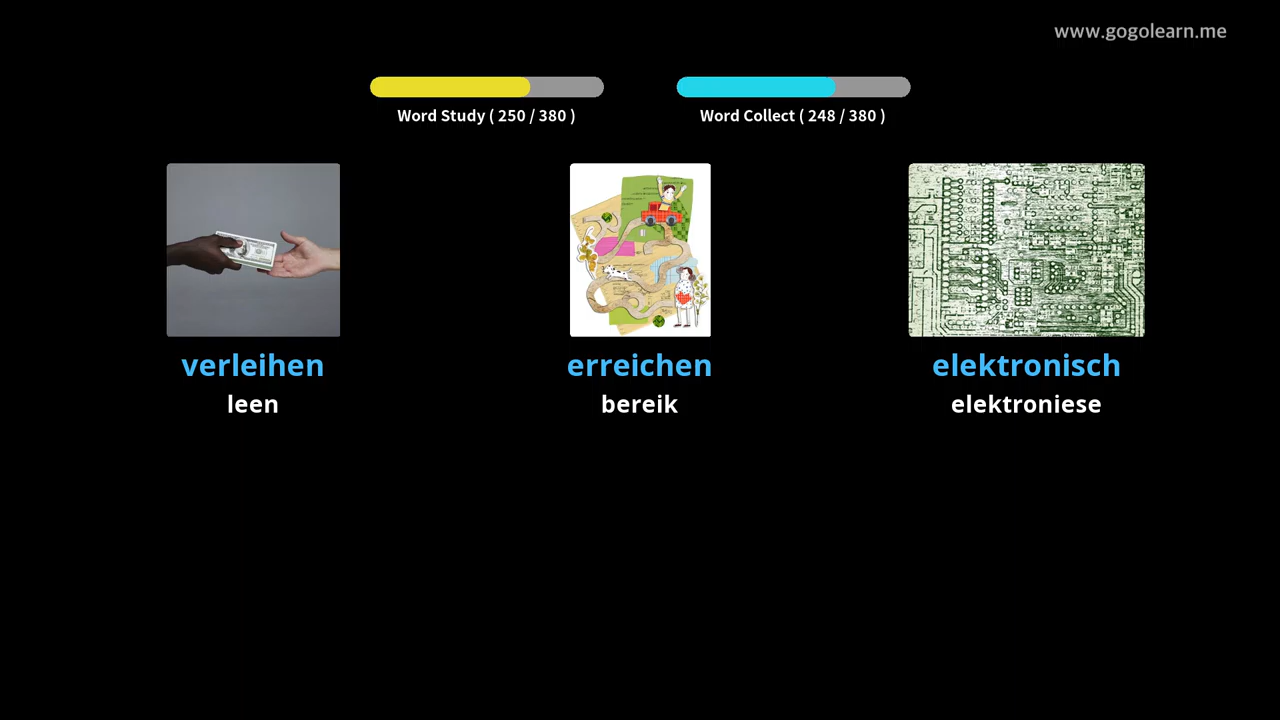 www.gogolearn.me
Word Study ( 250 / 380 )
Word Collect ( 248 / 380 )
verleihen
erreichen
elektronisch
leen
bereik
elektroniese